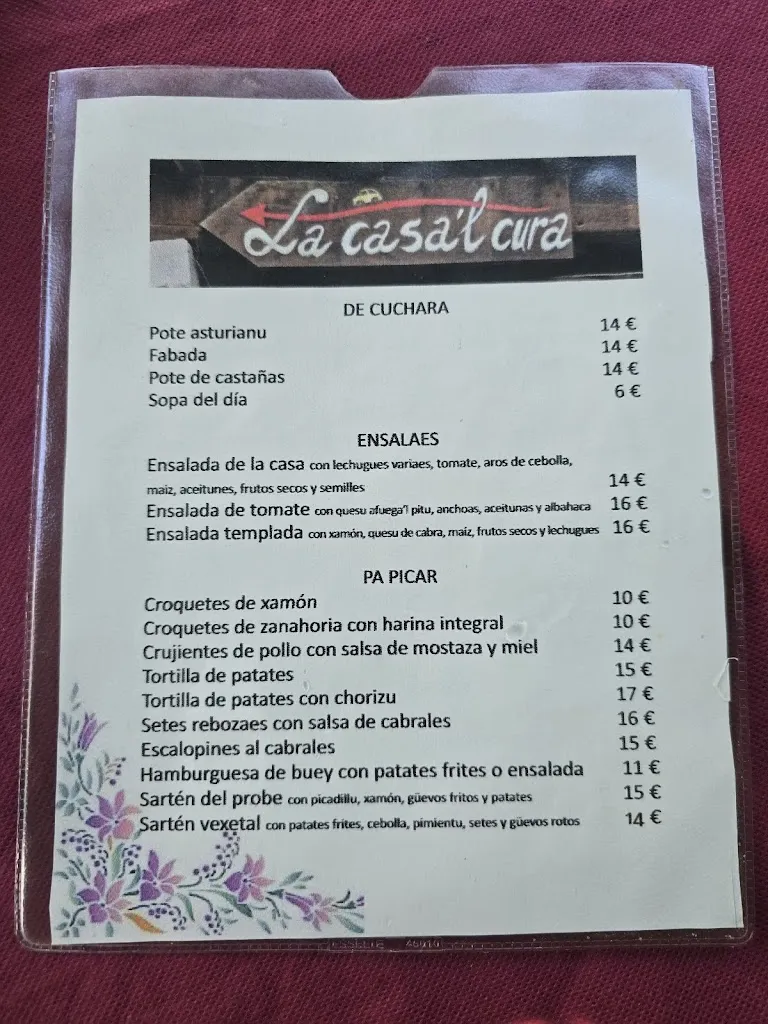 La casa'l cura
DE CUCHARA
Pote asturianu 14 €
Fabada 14 €
Pote de castañas 14 €
Sopa del día 6 €
ENSALAES
Ensalada de la casa con lechugues variaes, tomate, aros de cebolla,
maiz, aceitunes, frutos secos y semilles 14 €
Ensalada de tomate con quesu afuega'l pitu, anchoas, aceitunas y albahaca 16 €
Ensalada templada con xamón, quesu de cabra, maíz, frutos secos y lechugues 16 €
PA PICAR
Croquetes de xamón 10 €
Croquetes de zanahoria con harina integral 10 €
Crujientes de pollo con salsa de mostaza y miel 14 €
Tortilla de patates 15 €
Tortilla de patates con chorizu 17 €
Setes rebozaes con salsa de cabrales 16 €
Escalopines al cabrales 15 €
Hamburguesa de buey con patates frites o ensalada 11 €
Sartén del probe con picadillu, xamón, güevos fritos y patates 15 €
Sartén vexetal con patates frites, cebolla, pimientu, setes y güevos rotos 14 €